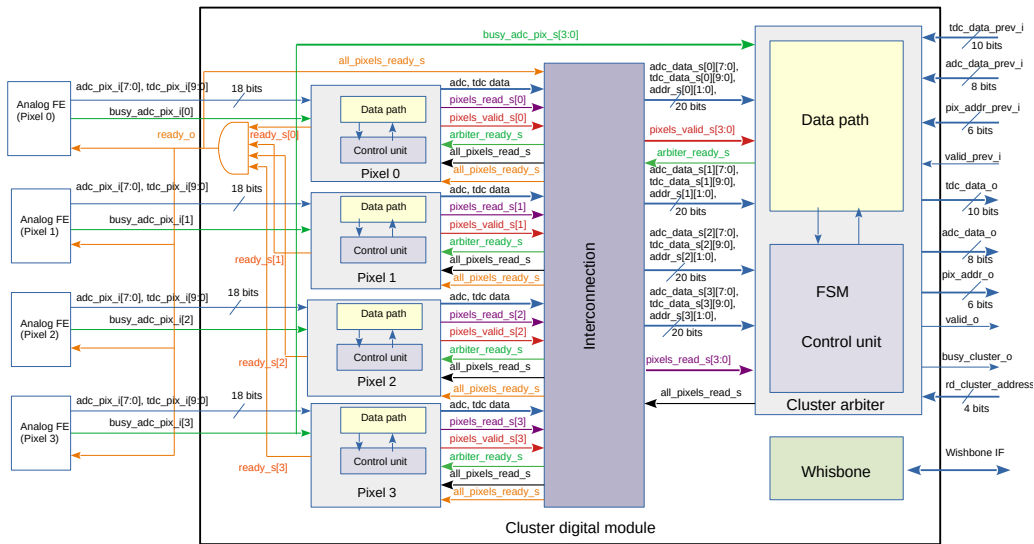 busy_adc_pix_s[3:0]
all_pixels_ready_s
Analog FE
(Pixel 0)
adc_pix_i[7:0], tdc_pix_i[9:0]
18 bits
busy_adc_pix_i[0]
ready_o
ready_s[0]
Data path
Control unit
Pixel 0
adc, tdc data
pixels_read_s[0]
pixels_valid_s[0]
arbiter_ready_s
all_pixels_read_s
all_pixels_ready_s
Analog FE
(Pixel 1)
adc_pix_i[7:0], tdc_pix_i[9:0]
18 bits
busy_adc_pix_i[1]
ready_s[1]
Data path
Control unit
Pixel 1
adc, tdc data
pixels_read_s[1]
pixels_valid_s[1]
arbiter_ready_s
all_pixels_read_s
all_pixels_ready_s
Analog FE
(Pixel 2)
adc_pix_i[7:0], tdc_pix_i[9:0]
18 bits
busy_adc_pix_i[2]
ready_s[2]
Data path
Control unit
Pixel 2
adc, tdc data
pixels_read_s[2]
pixels_valid_s[2]
arbiter_ready_s
all_pixels_read_s
all_pixels_ready_s
Analog FE
(Pixel 3)
adc_pix_i[7:0], tdc_pix_i[9:0]
18 bits
busy_adc_pix_i[3]
ready_s[3]
Data path
Control unit
Pixel 3
adc, tdc data
pixels_read_s[3]
pixels_valid_s[3]
arbiter_ready_s
all_pixels_read_s
all_pixels_ready_s
Interconnection
adc_data_s[0][7:0],
tdc_data_s[0][9:0],
addr_s[0][1:0],
20 bits
pixels_valid_s[3:0]
arbiter_ready_s
adc_data_s[1][7:0],
tdc_data_s[1][9:0],
addr_s[1][1:0],
20 bits
adc_data_s[2][7:0],
tdc_data_s[2][9:0],
addr_s[2][1:0],
20 bits
adc_data_s[3][7:0],
tdc_data_s[3][9:0],
addr_s[3][1:0],
20 bits
pixels_read_s[3:0]
all_pixels_read_s
Data path
FSM
Control unit
Cluster arbiter
tdc_data_prev_i
10 bits
adc_data_prev_i
8 bits
pix_addr_prev_i
6 bits
valid_prev_i
tdc_data_o
10 bits
adc_data_o
8 bits
pix_addr_o
6 bits
valid_o
busy_cluster_o
rd_cluster_address
4 bits
Whisbone
Wishbone IF
Cluster digital module